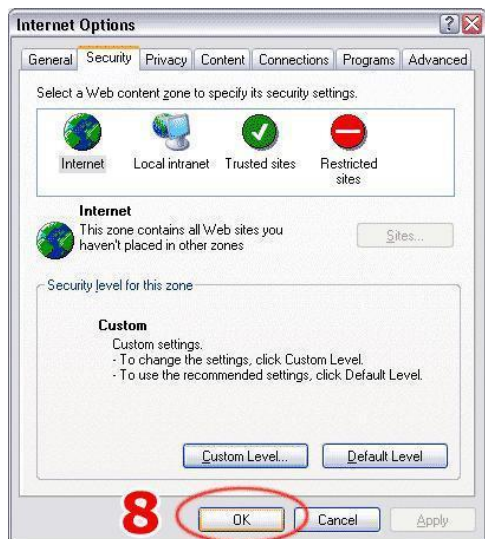 Internet Options
General Security Privacy Content Connections Programs Advanced
Select a Web content zone to specify its security settings.
Internet Local intranet Trusted sites Restricted sites
Internet
This zone contains all Web sites you
haven't placed in other zones
Sites...
Security level for this zone
Custom
Custom settings.
- To change the settings, click Custom Level.
- To use the recommended settings, click Default Level.
Custom Level... Default Level
8 OK Cancel Apply